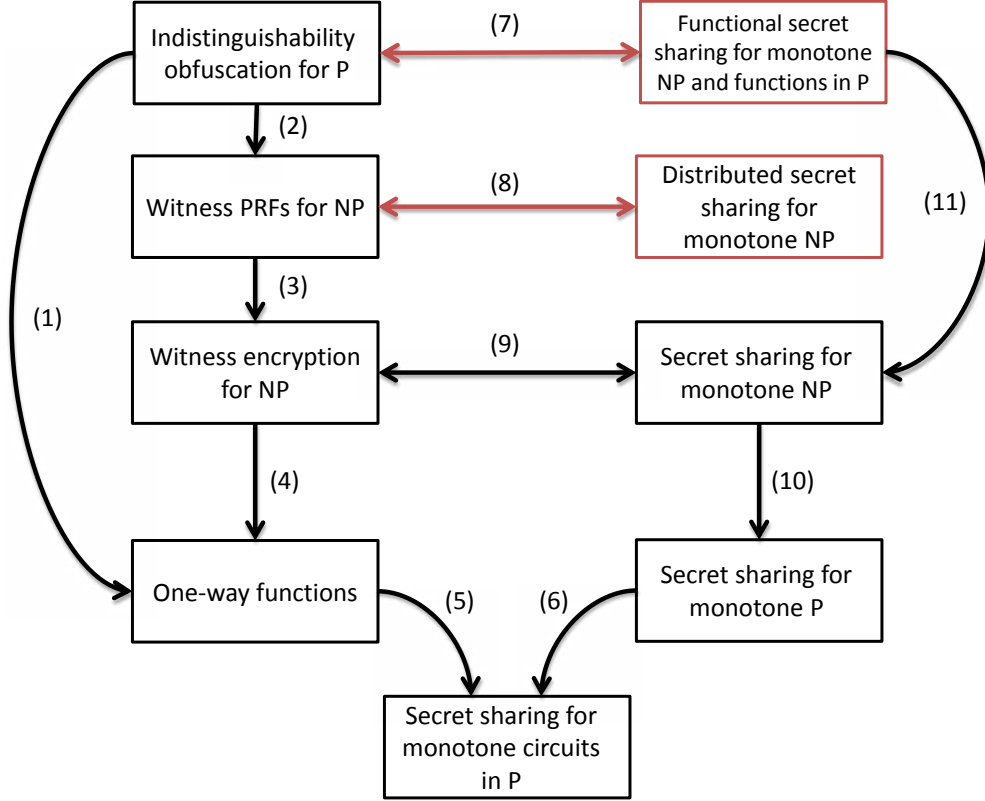 Indistinguishability
obfuscation for P
(7)
Functional secret
sharing for monotone
NP and functions in P
(2)
Witness PRFs for NP
(8)
Distributed secret
sharing for
monotone NP
(11)
(3)
(1)
Witness encryption
for NP
(9)
Secret sharing for
monotone NP
(4)
(10)
One-way functions
(5)
(6)
Secret sharing for
monotone P
Secret sharing for
monotone circuits
in P